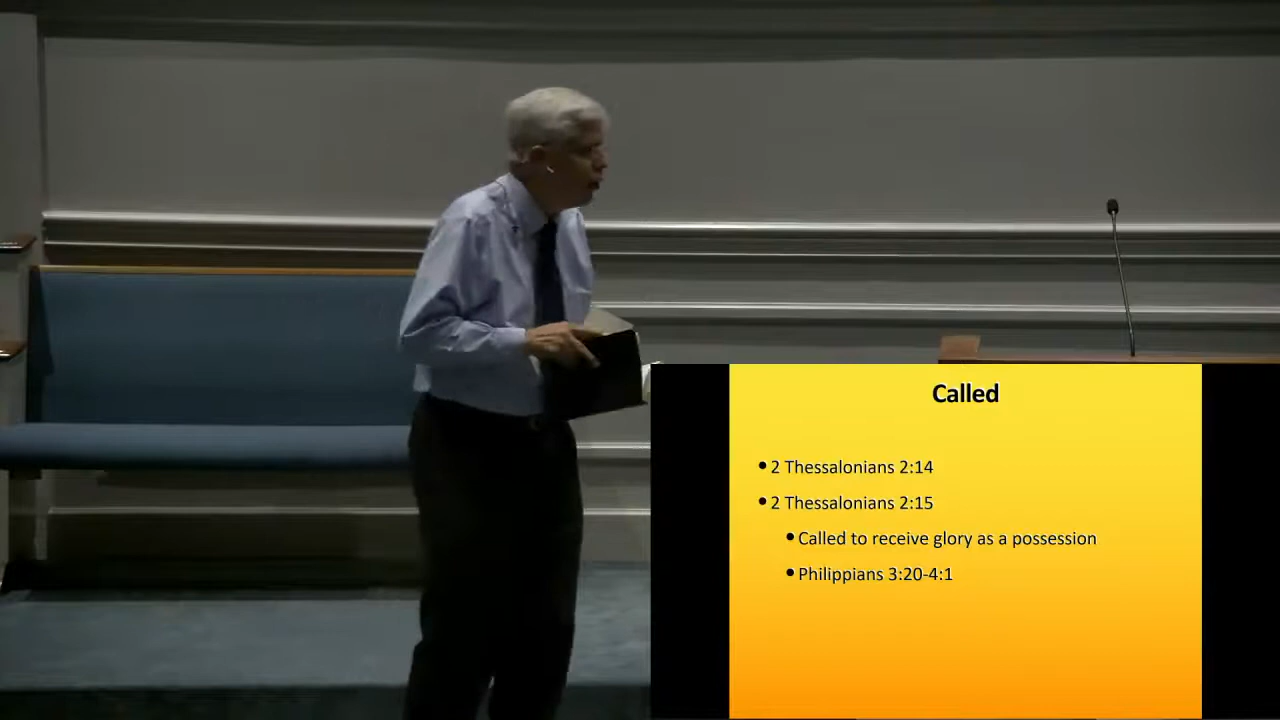 Called
• 2 Thessalonians 2:14
• 2 Thessalonians 2:15
• Called to receive glory as a possession
• Philippians 3:20-4:1